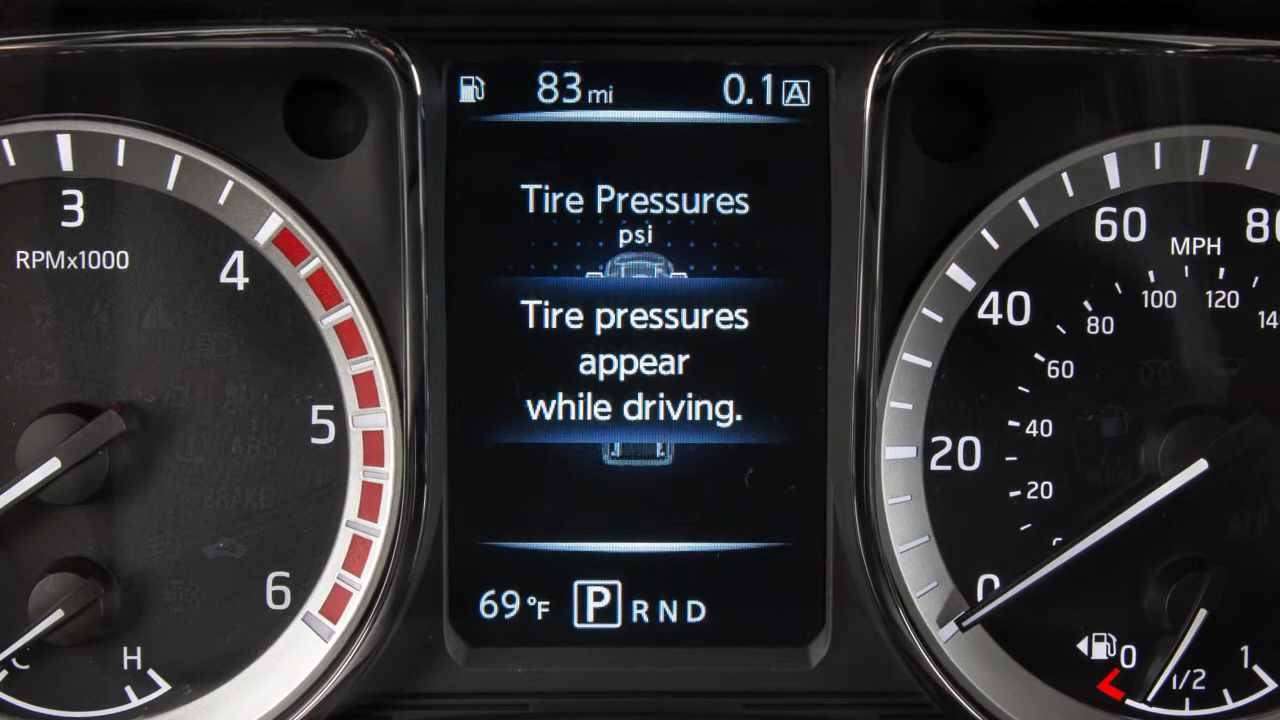 83 mi 0.1 A
Tire Pressures
psi
Tire pressures
appear
while driving.
69°F P R N D
3
RPMx1000
4
5
6
BRAKE
C H
60 80
MPH
40
20
0
80 100 120
60
40
20
0 1/2 1